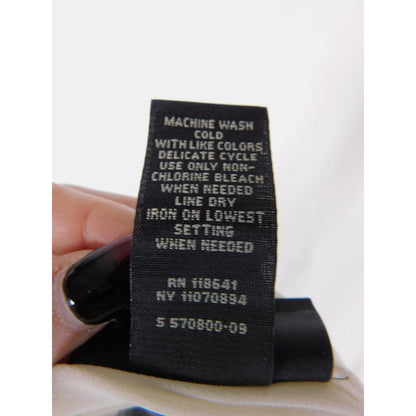 MACHINE WASH
COLD
WITH LIKE COLORS
DELICATE CYCLE
USE ONLY NON-
CHLORINE BLEACH
WHEN NEEDED
LINE DRY
IRON ON LOWEST
SETTING
WHEN NEEDED
RN 118641
NY 11070894
S 570800-09